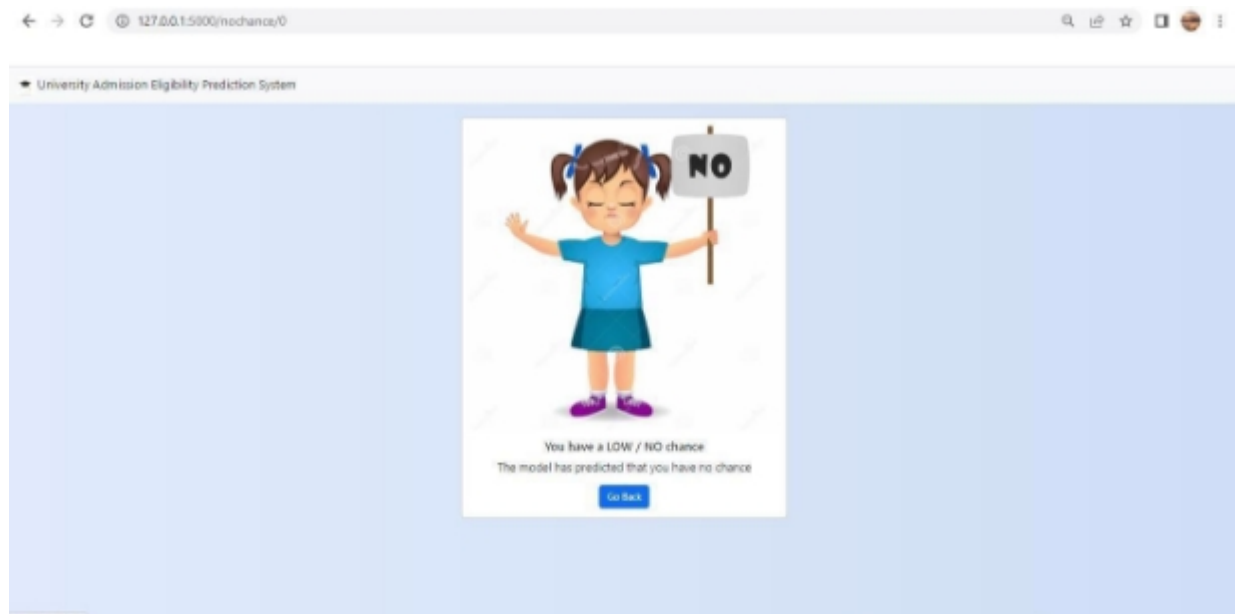 127.0.0.1:5000/nochance/0
University Admission Eligibility Prediction System
NO
You have a LOW / NO chance
The model has predicted that you have no chance
Go Back